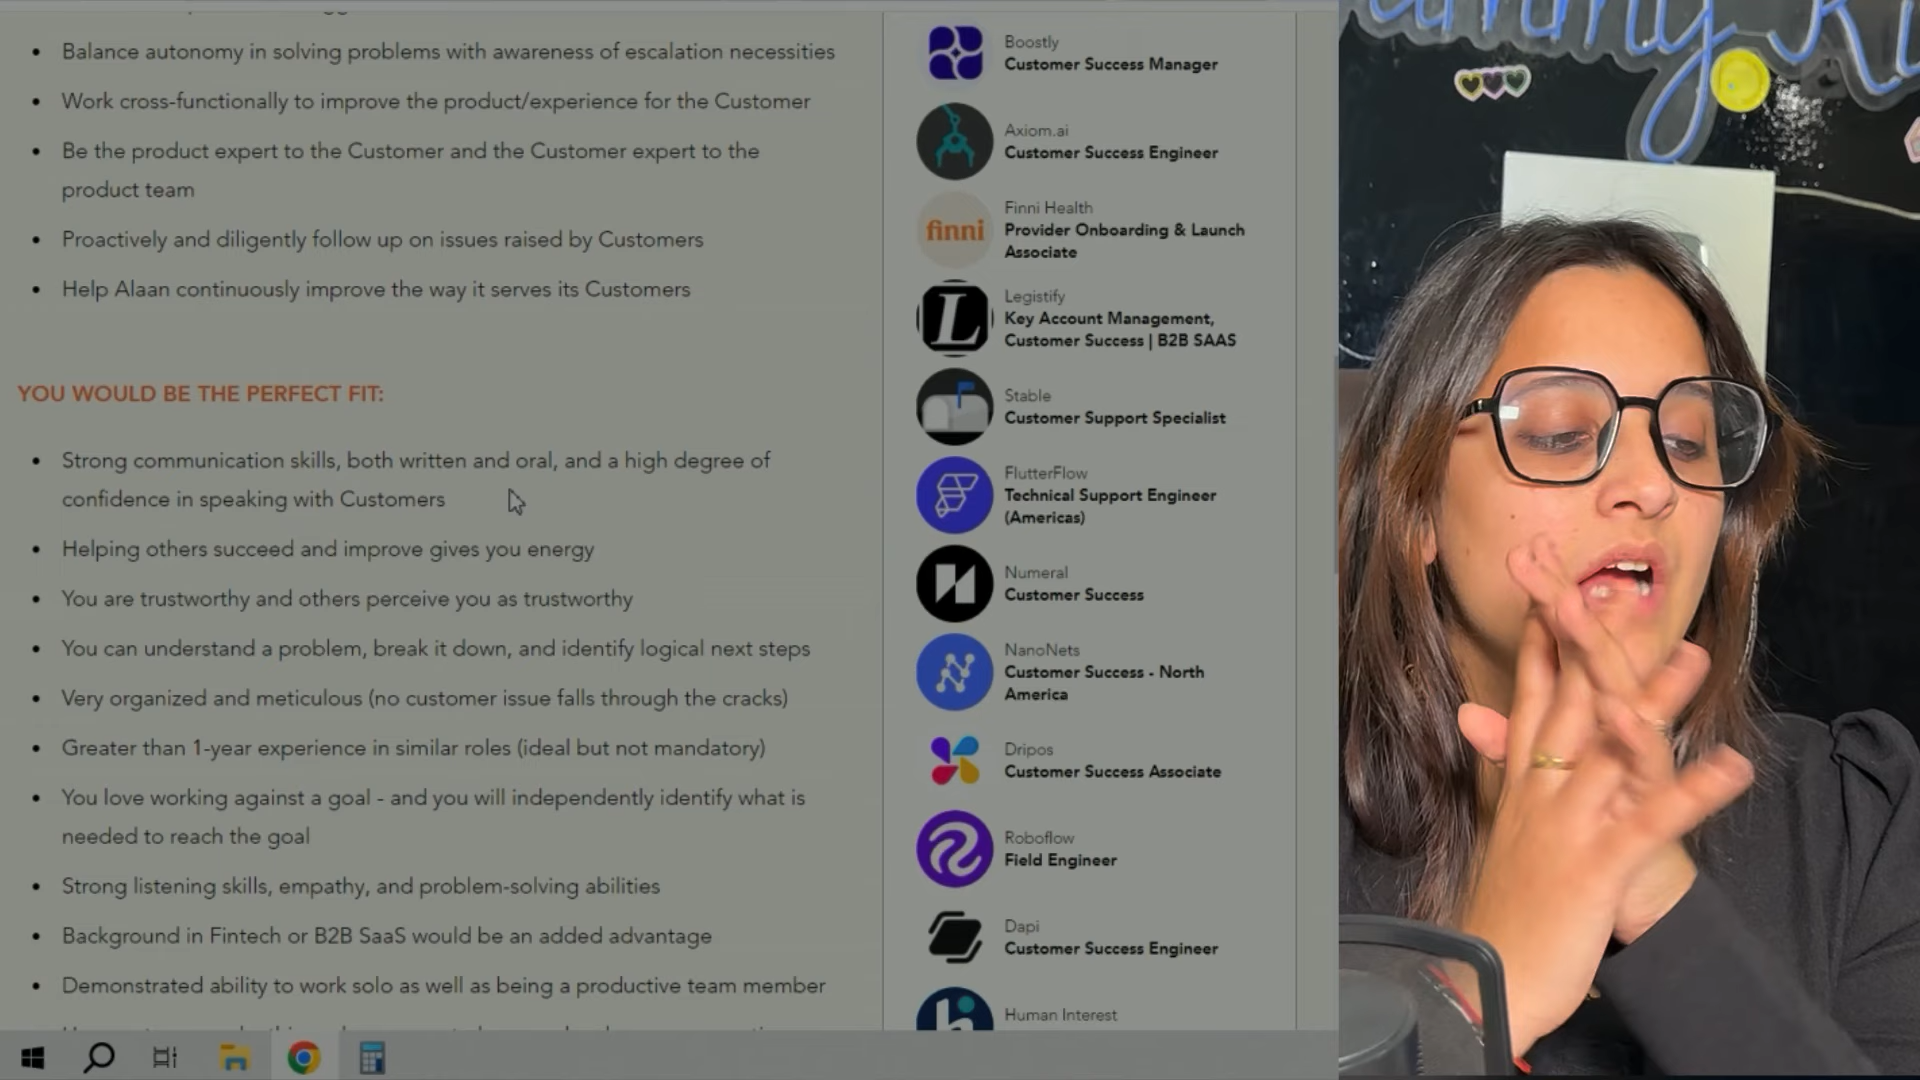 Balance autonomy in solving problems with awareness of escalation necessities
Work cross-functionally to improve the product/experience for the Customer
Be the product expert to the Customer and the Customer expert to the
product team
Proactively and diligently follow up on issues raised by Customers
Help Alaan continuously improve the way it serves its Customers
YOU WOULD BE THE PERFECT FIT:
Strong communication skills, both written and oral, and a high degree of
confidence in speaking with Customers
Helping others succeed and improve gives you energy
You are trustworthy and others perceive you as trustworthy
You can understand a problem, break it down, and identify logical next steps
Very organized and meticulous (no customer issue falls through the cracks)
Greater than 1-year experience in similar roles (ideal but not mandatory)
You love working against a goal - and you will independently identify what is
needed to reach the goal
Strong listening skills, empathy, and problem-solving abilities
Background in Fintech or B2B SaaS would be an added advantage
Demonstrated ability to work solo as well as being a productive team member
Boostly
Customer Success Manager
Axiom.ai
Customer Success Engineer
finni
Finni Health
Provider Onboarding & Launch
Associate
L
Legistify
Key Account Management,
Customer Success | B2B SAAS
Stable
Customer Support Specialist
FlutterFlow
Technical Support Engineer
(Americas)
Numeral
Customer Success
NanoNets
Customer Success - North
America
Dripos
Customer Success Associate
Roboflow
Field Engineer
Dapi
Customer Success Engineer
h
Human Interest